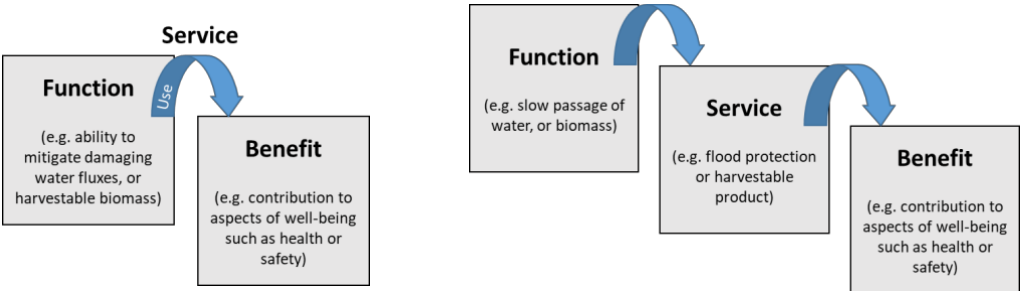 Service
Function
Use
(e.g. ability to
mitigate damaging
water fluxes, or
harvestable biomass)
Benefit
(e.g. contribution to
aspects of well-being
such as health or
safety)
Function
(e.g. slow passage of
water, or biomass)
Service
(e.g. flood protection
or harvestable
product)
Benefit
(e.g. contribution to
aspects of well-being
such as health or
safety)